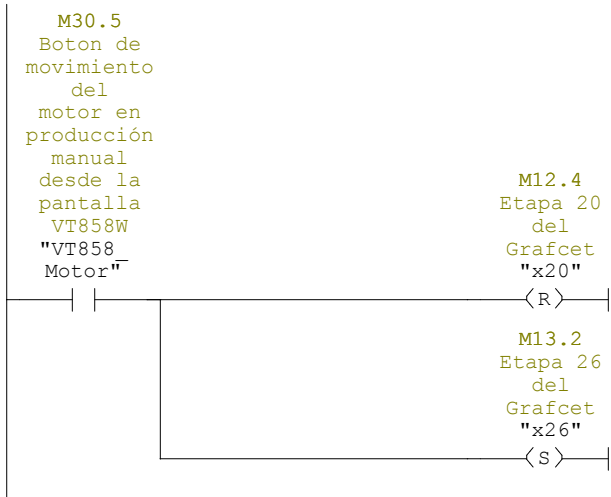 M30.5
Boton de
movimiento
del
motor en
producción
manual
desde la
pantalla
VT858W
"VT858_
Motor"
M12.4
Etapa 20
del
Grafcet
"x20"
R
M13.2
Etapa 26
del
Grafcet
"x26"
S